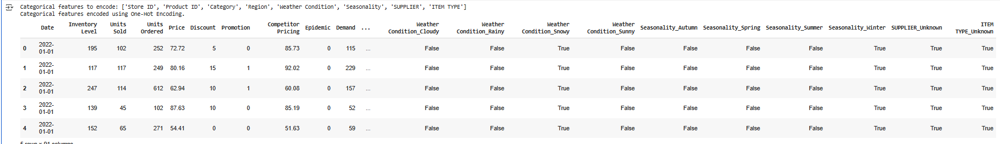 Categorical features to encode: ['Store ID', 'Product ID', 'Category', 'Region', 'Weather Condition', 'Seasonality', 'SUPPLIER', 'ITEM TYPE']
Categorical features encoded using One-Hot Encoding.
Date Inventory Level Units Sold Units Ordered Price Discount Promotion Competitor Pricing Epidemic Demand ... Weather Condition_Cloudy Weather Condition_Rainy Weather Condition_Snowy Weather Condition_Sunny Seasonality_Autumn Seasonality_Spring Seasonality_Summer Seasonality_Winter SUPPLIER_Unknown ITEM TYPE_Unknown
0 2022-01-01 195 102 252 72.72 5 0 85.73 0 115 ... False False True False False False False True True True
1 2022-01-01 117 117 249 80.16 15 1 92.02 0 229 ... False False True False False False False True True True
2 2022-01-01 247 114 612 62.94 10 1 60.08 0 157 ... False False True False False False False True True True
3 2022-01-01 139 45 102 87.63 10 0 85.19 0 52 ... False False True False False False False True True True
4 2022-01-01 152 65 271 54.41 0 0 51.63 0 59 ... False False True False False False False True True True
5 rows × 91 columns